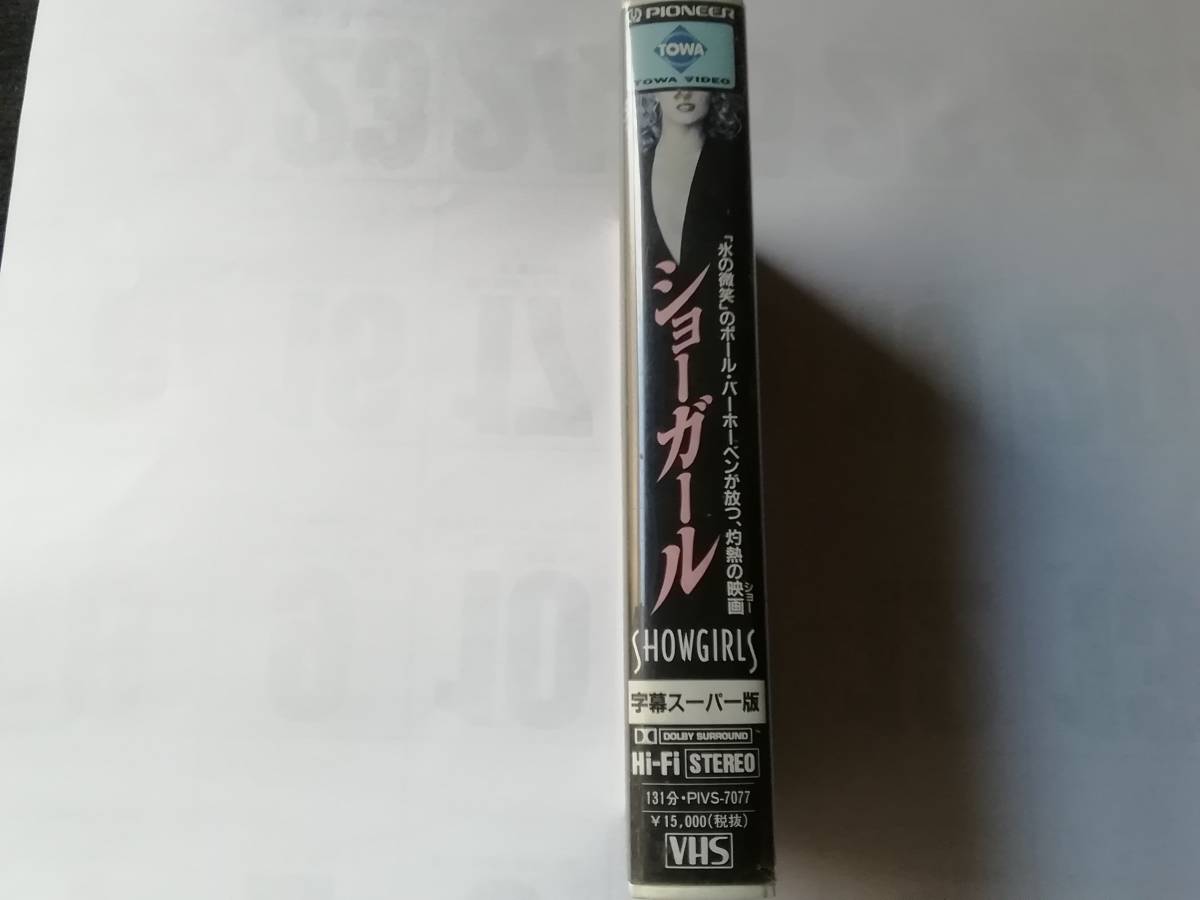 PIONEER
TOWA
TOWA VIDEO
「氷の微笑」のポール・バーホーベンが放つ、灼熱の映画
ショー
ショーガール
SHOWGIRLS
字幕スーパー版
DOLBY SURROUND
Hi-Fi STEREO
131分・PIVS-7077
¥15,000(税抜)
VHS